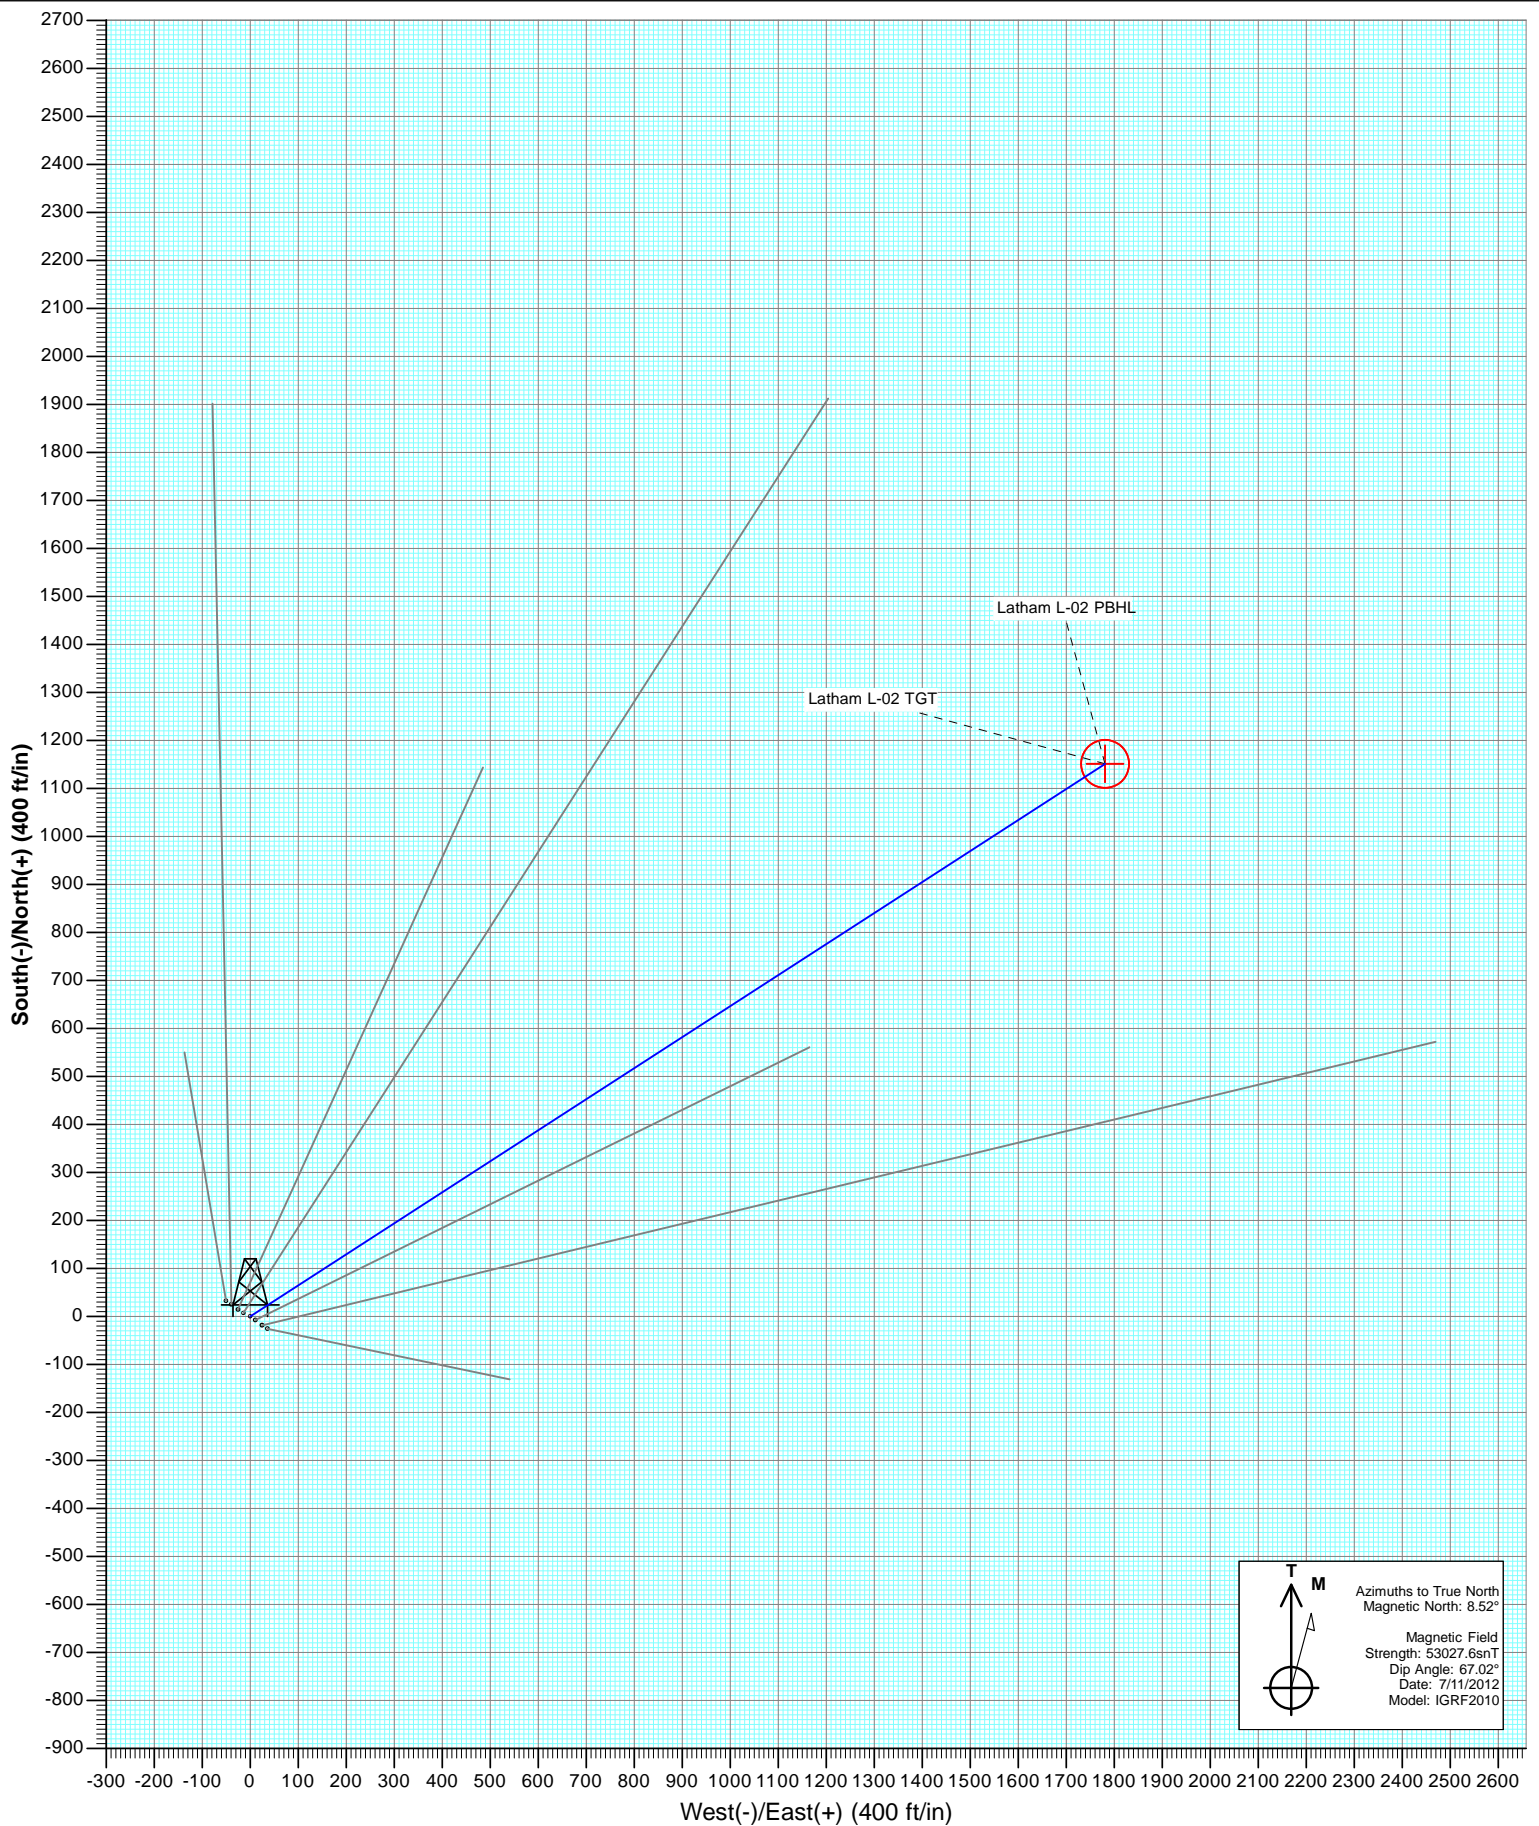 2700
2600
2500
2400
2300
2200
2100
2000
1900
1800
1700
1600
1500
1400
1300
1200
1100
1000
900
800
700
600
500
400
300
200
100
0
-100
-200
-300
-400
-500
-600
-700
-800
-900
South(-)/North(+) (400 ft/in)
Latham L-02 PBHL
Latham L-02 TGT
T
M
Azimuths to True North
Magnetic North: 8.52°
Magnetic Field
Strength: 53027.6snT
Dip Angle: 67.02°
Date: 7/11/2012
Model: IGRF2010
-300 -200 -100 0 100 200 300 400 500 600 700 800 900 1000 1100 1200 1300 1400 1500 1600 1700 1800 1900 2000 2100 2200 2300 2400 2500 2600
West(-)/East(+) (400 ft/in)